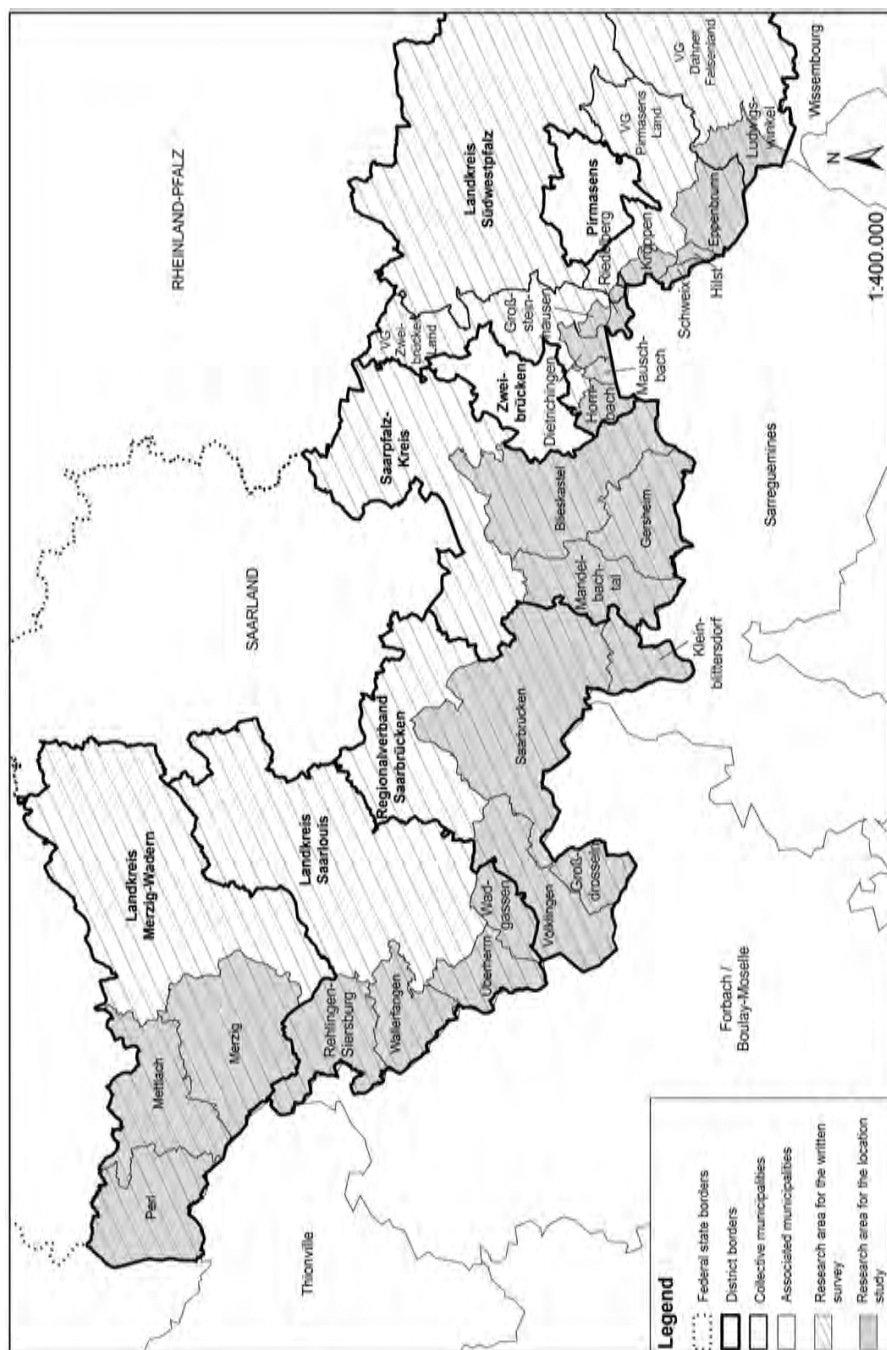 RHEINLAND-PFALZ
SAARLAND
Landkreis
Merzig-Wadern
Landkreis
Saarlouis
Regionalverband
Saarbrücken
Saarpfalz-
Kreis
Landkreis
Südwestpfalz
Zwei-
brücken
Pirmasens
VG
Zwei-
brücken
Land
VG
Pirmasens
Land
VG
Dahner
Felsenland
Perl
Mettlach
Merzig
Rehlingen-
Siersburg
Wallerfangen
Überherrn
Wad-
gassen
Völklingen
Groß-
drosseln
Saarbrücken
Klein-
blittersdorf
Mandel-
bach-
tal
Blieskastel
Gersheim
Dietrichingen
Groß-
stein-
hausen
Horn-
bach
Mausch-
bach
Riedelberg
Kröppen
Schweix
Hilst
Eppenbrunn
Ludwigs-
winkel
Thionville
Forbach /
Boulay-Moselle
Sarreguemines
Wissembourg
N
1:400.000
Legend
Federal state borders
District borders
Collective municipalities
Associated municipalities
Research area for the written
survey
Research area for the location
study